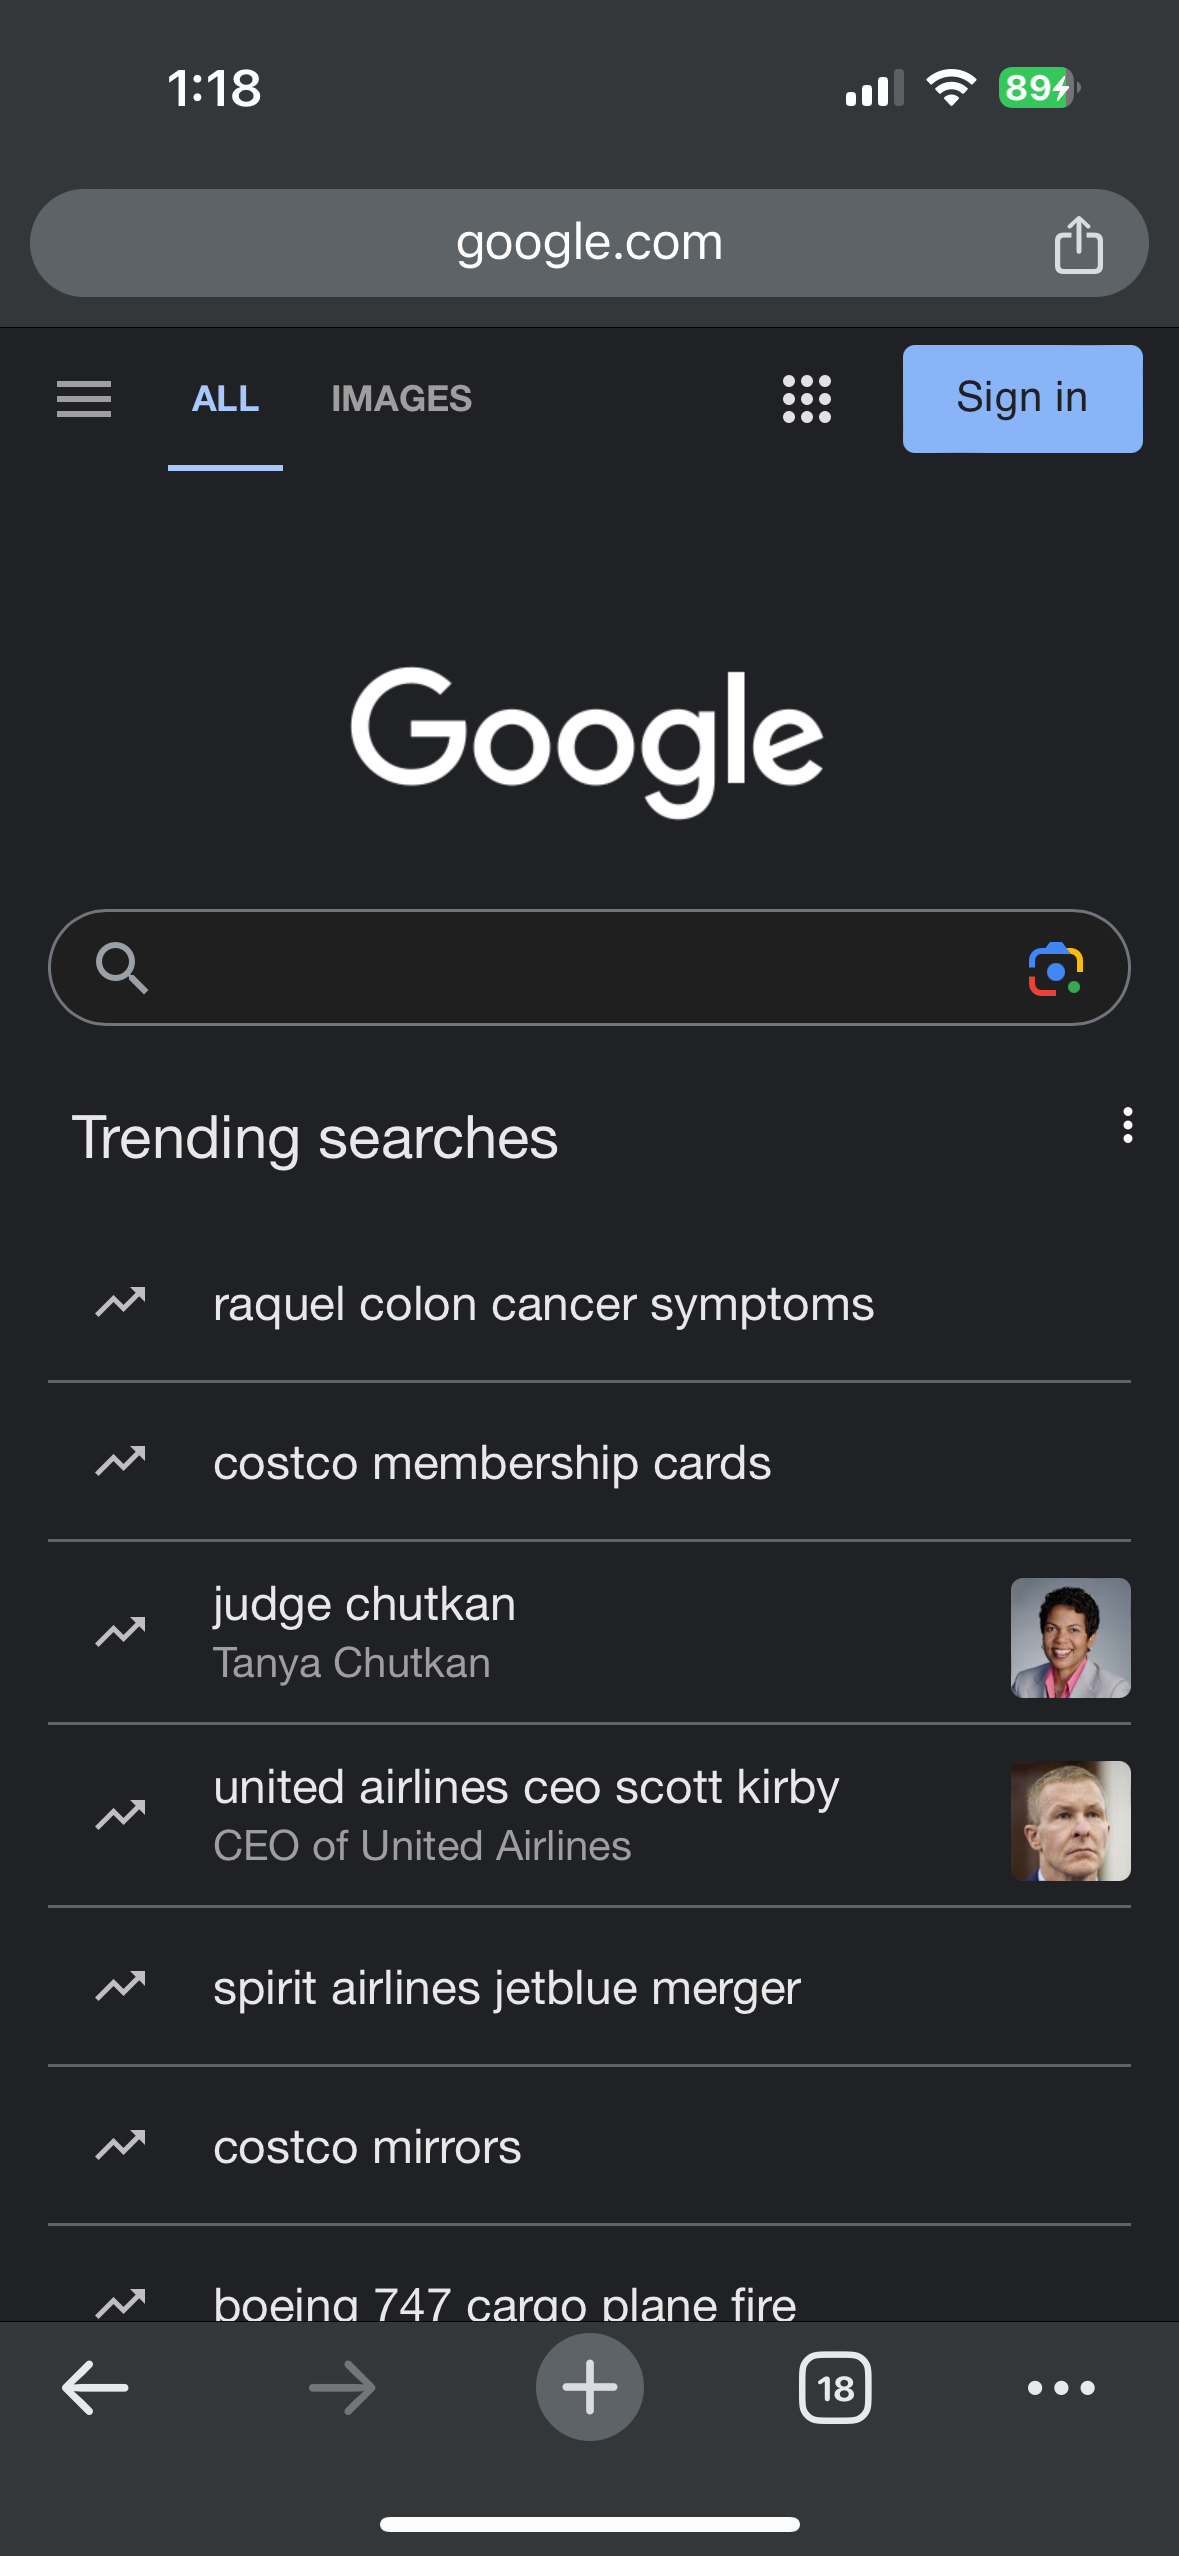 1:18
89
google.com
ALL IMAGES Sign in
Google
Trending searches
raquel colon cancer symptoms
costco membership cards
judge chutkan
Tanya Chutkan
united airlines ceo scott kirby
CEO of United Airlines
spirit airlines jetblue merger
costco mirrors
boeing 747 cargo plane fire
18